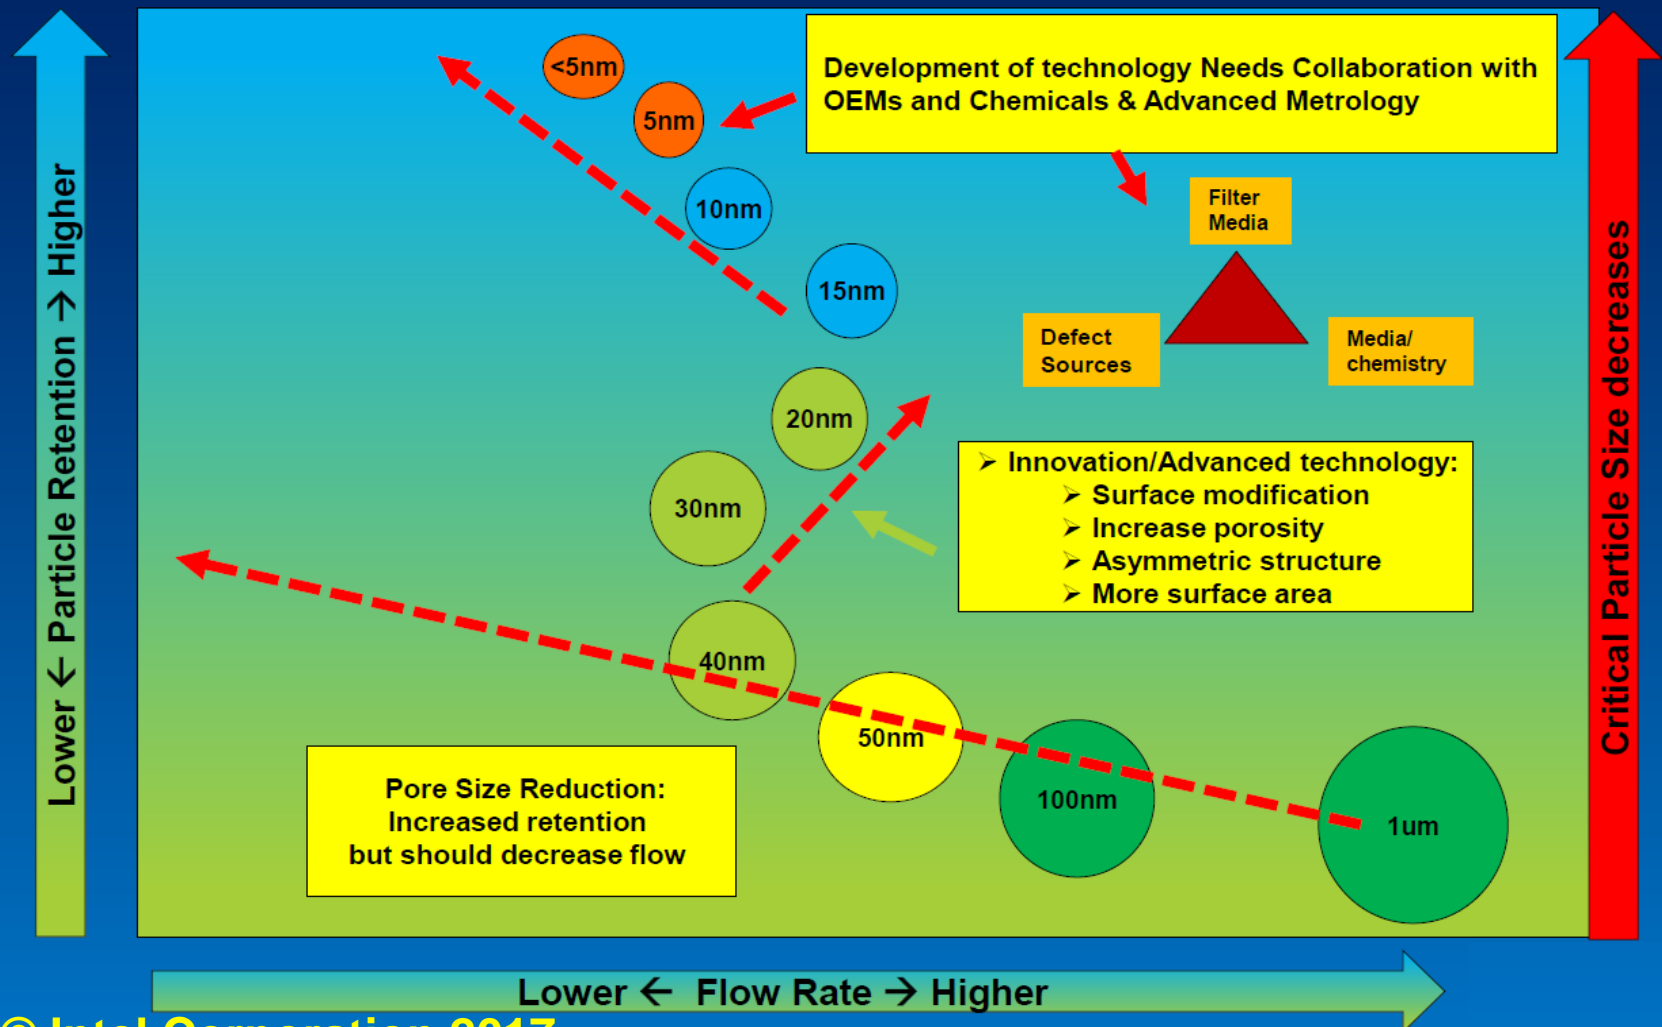 <5nm
5nm
10nm
15nm
20nm
30nm
40nm
50nm
100nm
1um
Development of technology Needs Collaboration with
OEMs and Chemicals & Advanced Metrology
Filter
Media
Defect
Sources
Media/
chemistry
➢ Innovation/Advanced technology:
➢ Surface modification
➢ Increase porosity
➢ Asymmetric structure
➢ More surface area
Pore Size Reduction:
Increased retention
but should decrease flow
Lower ← Particle Retention → Higher
Critical Particle Size decreases
Lower ← Flow Rate → Higher
© Intel Corporation 2017